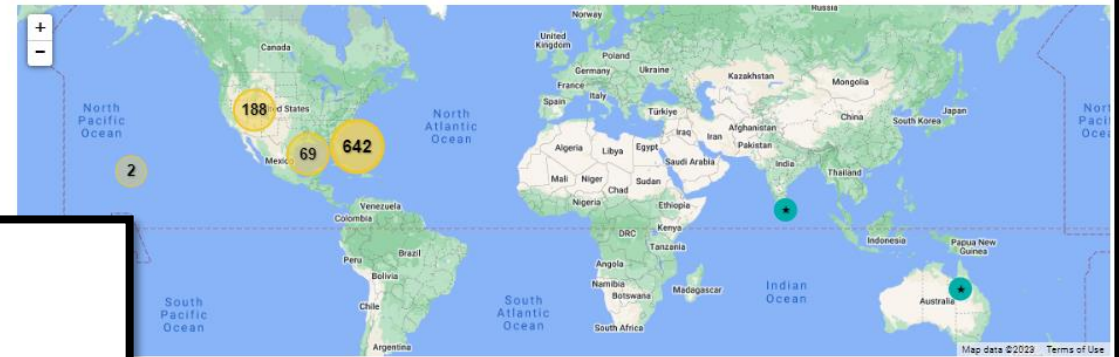 +
−
Norway
Russia
United
Kingdom
Poland
Germany
Ukraine
France
Spain
Italy
Türkiye
Kazakhstan
Mongolia
Canada
188
ed States
North
Pacific
Ocean
North
Atlantic
Ocean
Mexico
69
642
2
Algeria
Libya
Egypt
Iraq
Iran
Afghanistan
Pakistan
Saudi Arabia
India
China
South Korea
Japan
Nort
Paci
Oce
Thailand
Mali
Niger
Chad
Sudan
Nigeria
Ethiopia
Venezuela
Colombia
DRC
Kenya
Tanzania
Indonesia
Papua New
Guinea
Brazil
Peru
Bolivia
Chile
Argentina
South
Pacific
Ocean
South
Atlantic
Ocean
Angola
Namibia
Botswana
Madagascar
South Africa
Indian
Ocean
Australia
Map data ©2023
Terms of Use